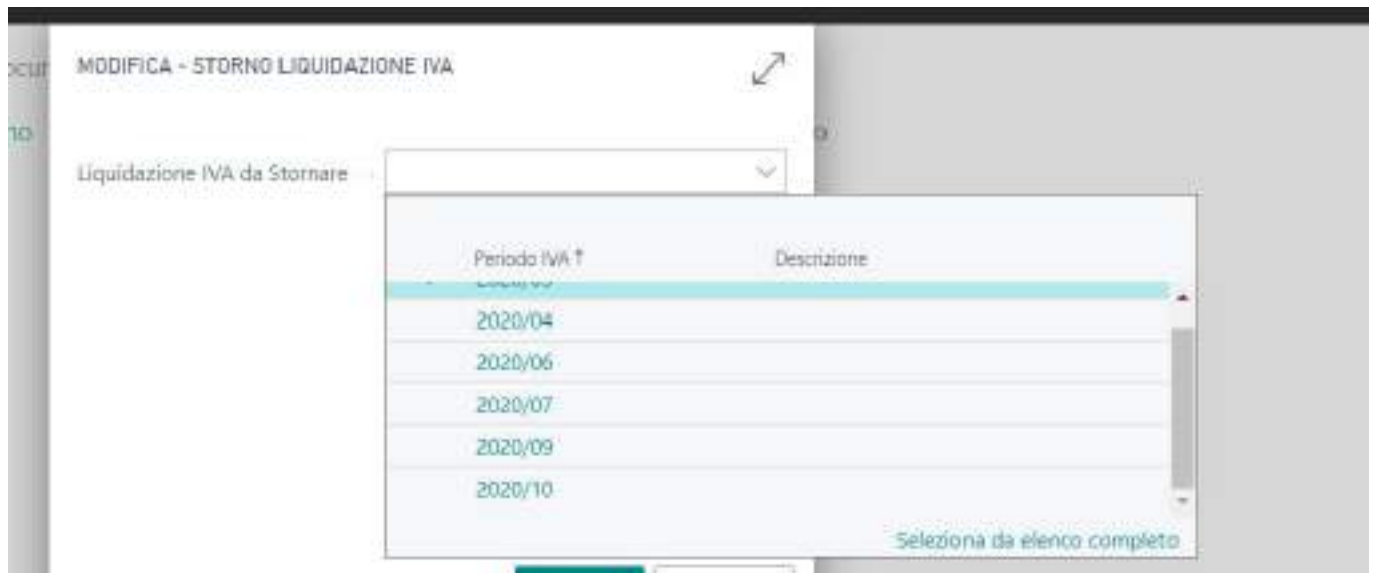 MODIFICA - STORNO LIQUIDAZIONE IVA
Liquidazione IVA da Stornare
Periodo IVA ↑ Descrizione
2020/04
2020/06
2020/07
2020/09
2020/10
Seleziona da elenco completo